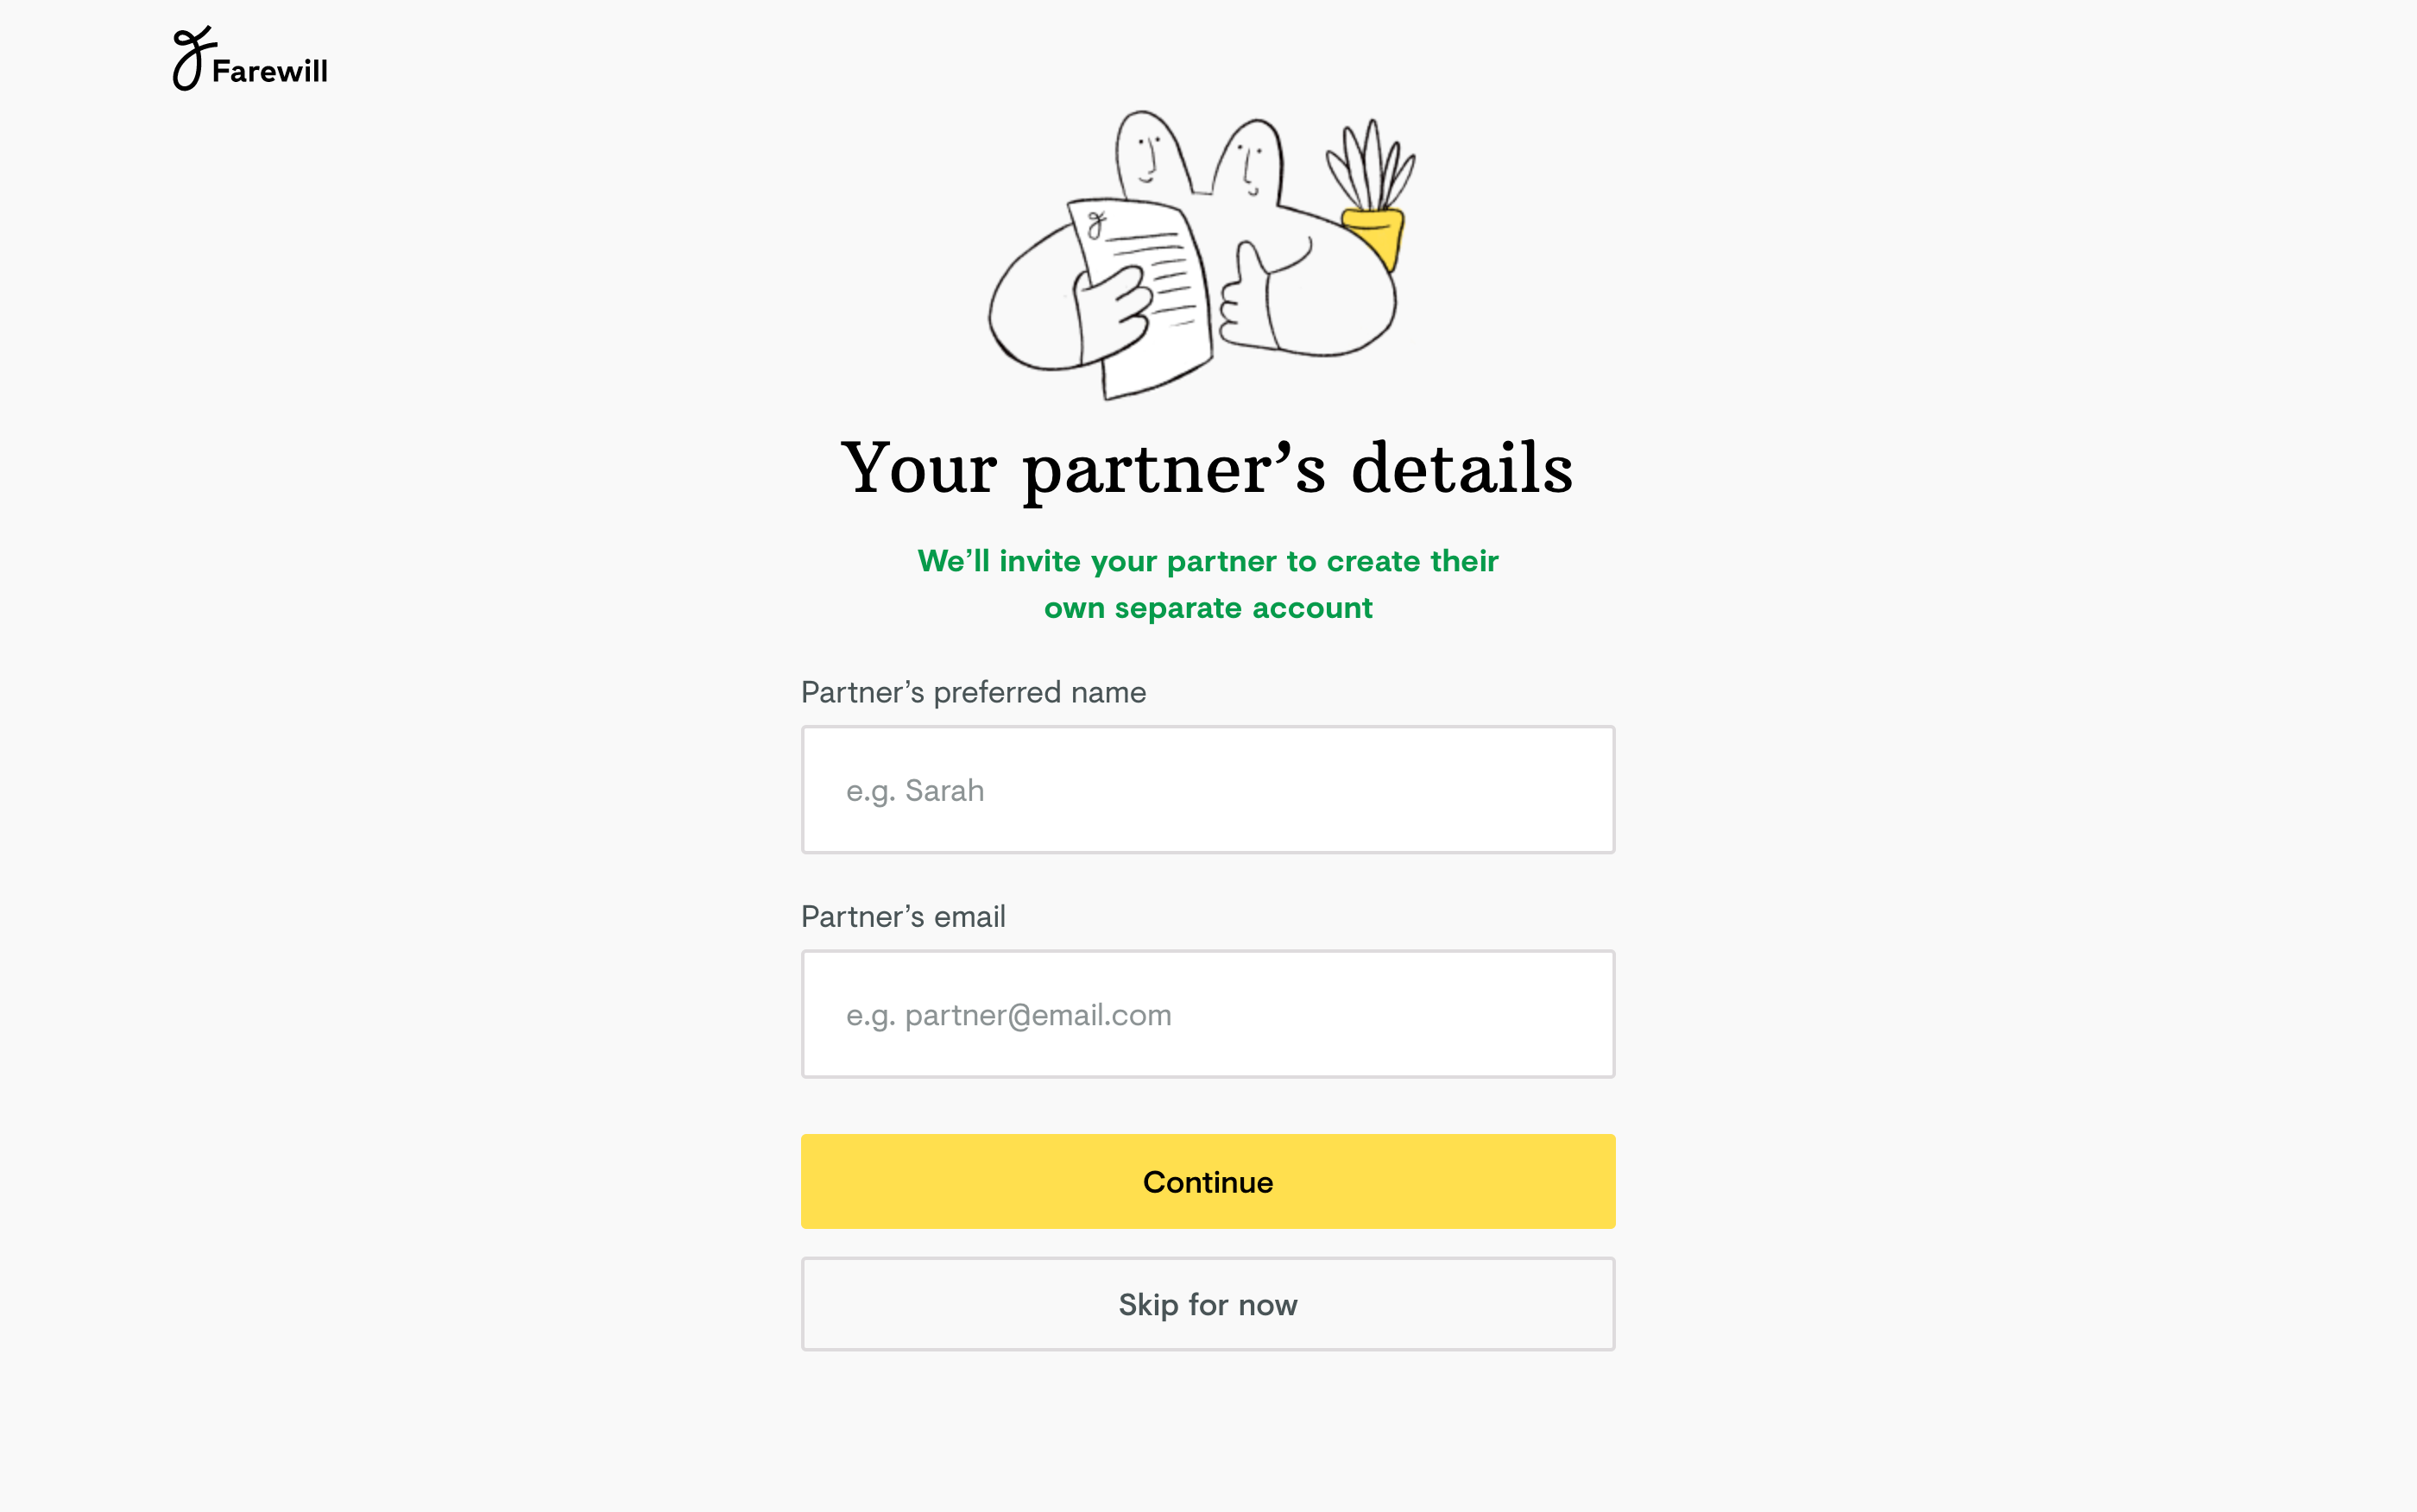 Farewill
Your partner’s details
We’ll invite your partner to create their
own separate account
Partner’s preferred name
e.g. Sarah
Partner’s email
e.g. partner@email.com
Continue
Skip for now